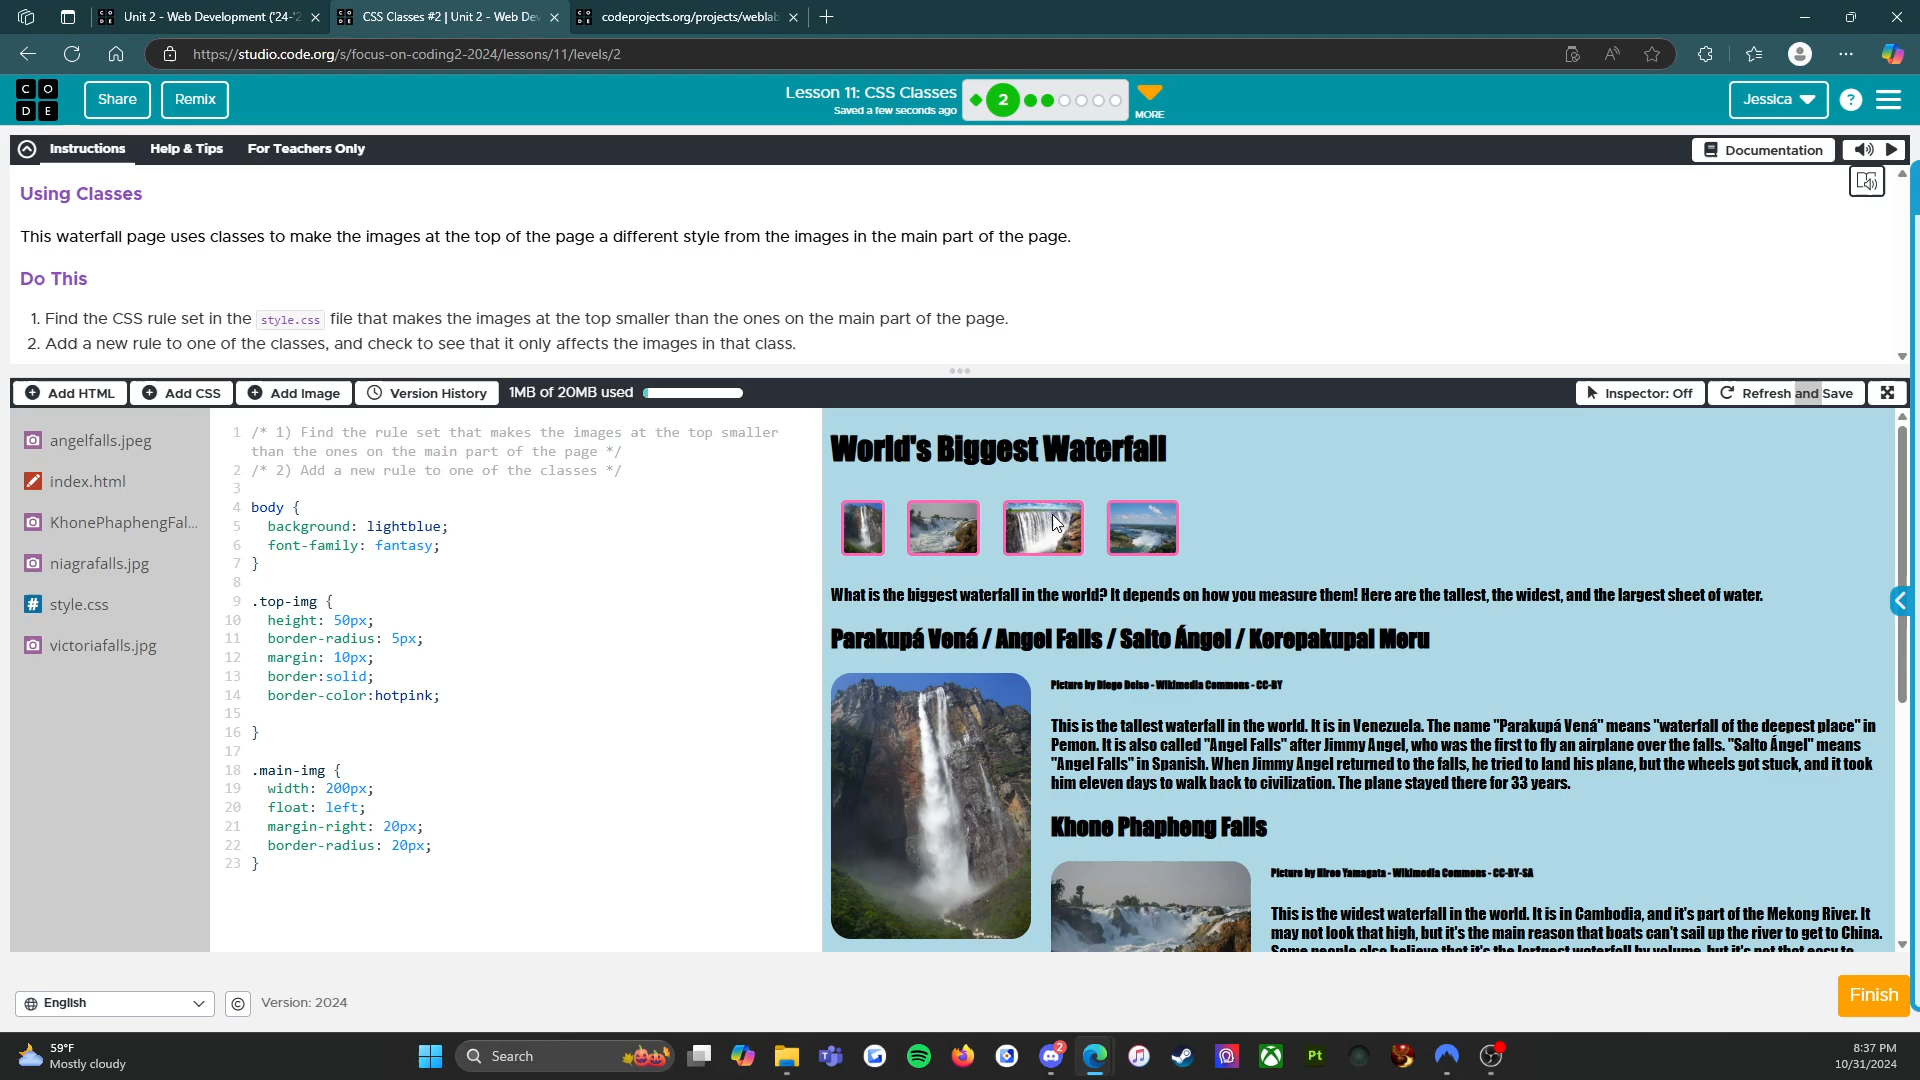 Unit 2 - Web Development ('24-'2
CSS Classes #2 | Unit 2 - Web Dev
codeprojects.org/projects/weblab
https://studio.code.org/s/focus-on-coding2-2024/lessons/11/levels/2
C O
D E
Share
Remix
Lesson 11: CSS Classes
Saved a few seconds ago
2
MORE
Jessica
?
Instructions
Help & Tips
For Teachers Only
Documentation
Using Classes
This waterfall page uses classes to make the images at the top of the page a different style from the images in the main part of the page.
Do This
1. Find the CSS rule set in the style.css file that makes the images at the top smaller than the ones on the main part of the page.
2. Add a new rule to one of the classes, and check to see that it only affects the images in that class.
Add HTML
Add CSS
Add Image
Version History
1MB of 20MB used
Inspector: Off
Refresh and Save
angelfalls.jpeg
index.html
KhonePhaphengFal...
niagrafalls.jpg
style.css
victoriafalls.jpg
1 /* 1) Find the rule set that makes the images at the top smaller
than the ones on the main part of the page */
2 /* 2) Add a new rule to one of the classes */
3
4 body {
5 background: lightblue;
6 font-family: fantasy;
7 }
8
9 .top-img {
10 height: 50px;
11 border-radius: 5px;
12 margin: 10px;
13 border:solid;
14 border-color:hotpink;
15
16 }
17
18 .main-img {
19 width: 200px;
20 float: left;
21 margin-right: 20px;
22 border-radius: 20px;
23 }
World's Biggest Waterfall
What is the biggest waterfall in the world? It depends on how you measure them! Here are the tallest, the widest, and the largest sheet of water.
Parakupá Vená / Angel Falls / Salto Ángel / Kerepakupai Meru
Picture by Diego Delso - Wikimedia Commons - CC-BY
This is the tallest waterfall in the world. It is in Venezuela. The name "Parakupá Vená" means "waterfall of the deepest place" in
Pemon. It is also called "Angel Falls" after Jimmy Angel, who was the first to fly an airplane over the falls. "Salto Ángel" means
"Angel Falls" in Spanish. When Jimmy Angel returned to the falls, he tried to land his plane, but the wheels got stuck, and it took
him eleven days to walk back to civilization. The plane stayed there for 33 years.
Khone Phapheng Falls
Picture by Hiroo Yamagata - Wikimedia Commons - CC-BY-SA
This is the widest waterfall in the world. It is in Cambodia, and it's part of the Mekong River. It
may not look that high, but it's the main reason that boats can't sail up the river to get to China.
Some people also believe that it's the largest waterfall by volume, but it's not that easy to
English
Version: 2024
Finish
59°F
Mostly cloudy
Search
2
Pt
8:37 PM
10/31/2024